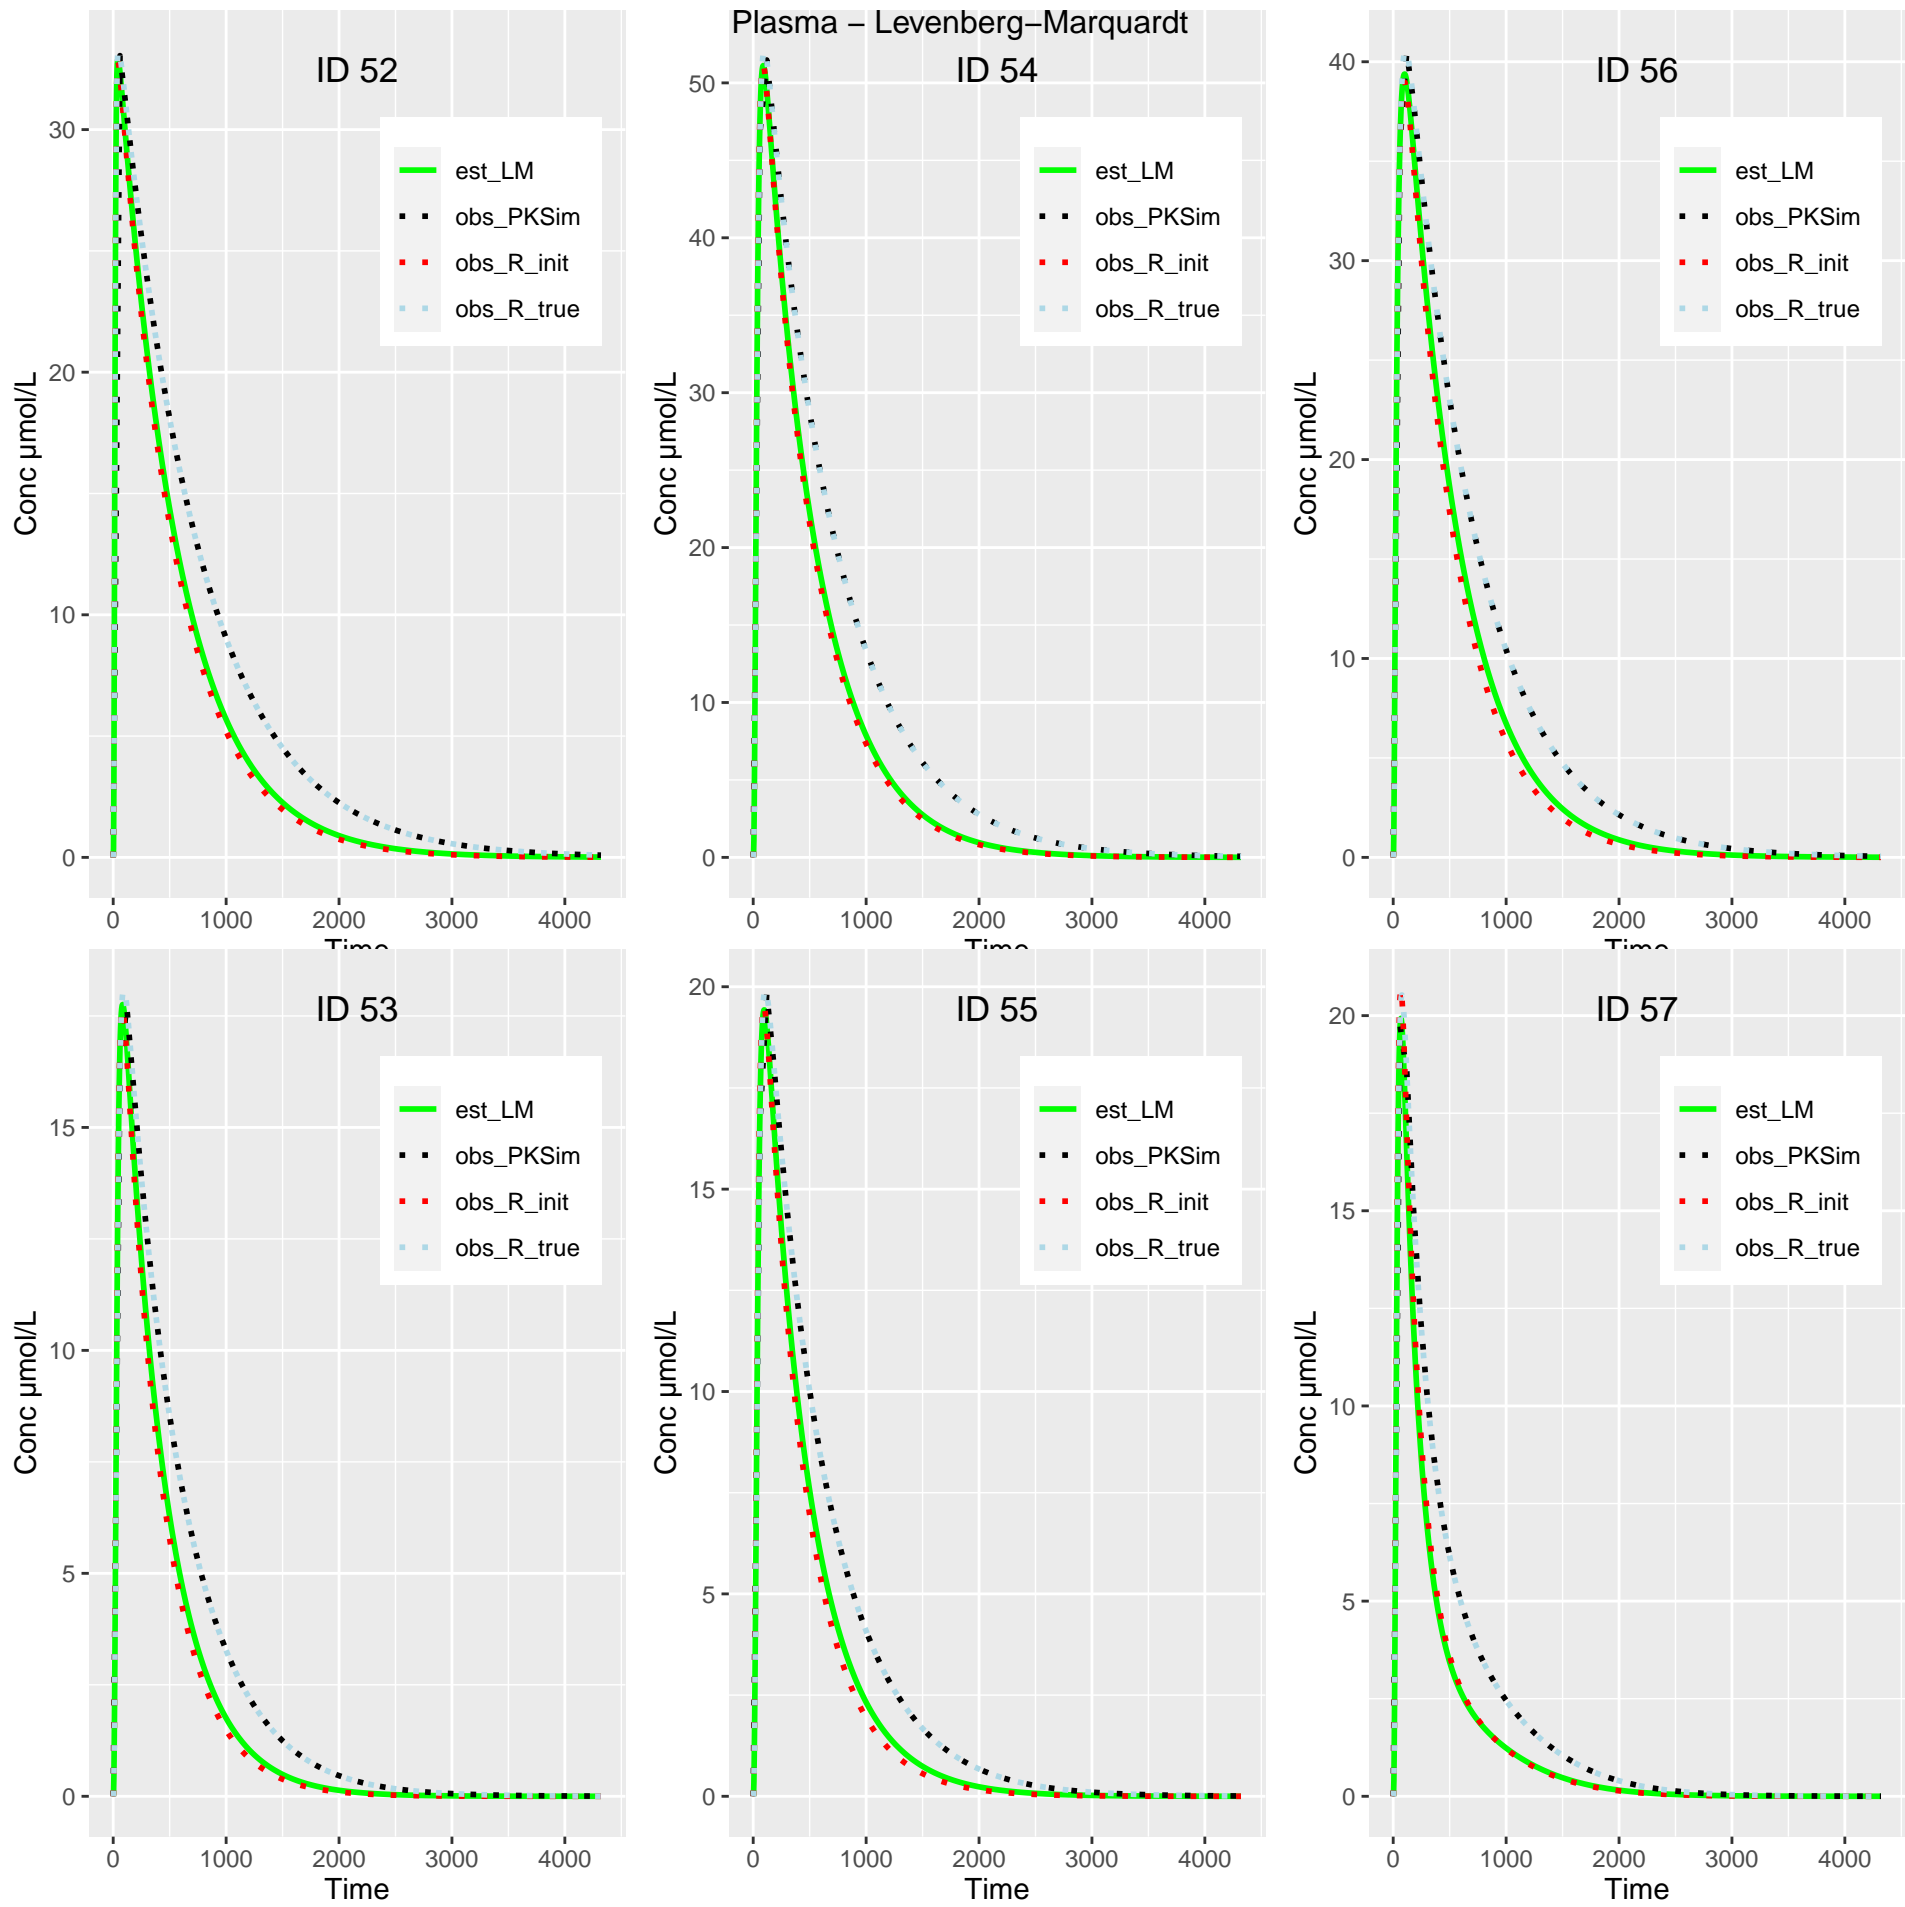 Plasma – Levenberg–Marquardt
ID 52
Conc µmol/L
30
20
10
0
0 1000 2000 3000 4000
Time
est_LM
obs_PKSim
obs_R_init
obs_R_true
ID 54
Conc µmol/L
50
40
30
20
10
0
0 1000 2000 3000 4000
Time
est_LM
obs_PKSim
obs_R_init
obs_R_true
ID 56
Conc µmol/L
40
30
20
10
0
0 1000 2000 3000 4000
Time
est_LM
obs_PKSim
obs_R_init
obs_R_true
ID 53
Conc µmol/L
15
10
5
0
0 1000 2000 3000 4000
Time
est_LM
obs_PKSim
obs_R_init
obs_R_true
ID 55
Conc µmol/L
20
15
10
5
0
0 1000 2000 3000 4000
Time
est_LM
obs_PKSim
obs_R_init
obs_R_true
ID 57
Conc µmol/L
20
15
10
5
0
0 1000 2000 3000 4000
Time
est_LM
obs_PKSim
obs_R_init
obs_R_true